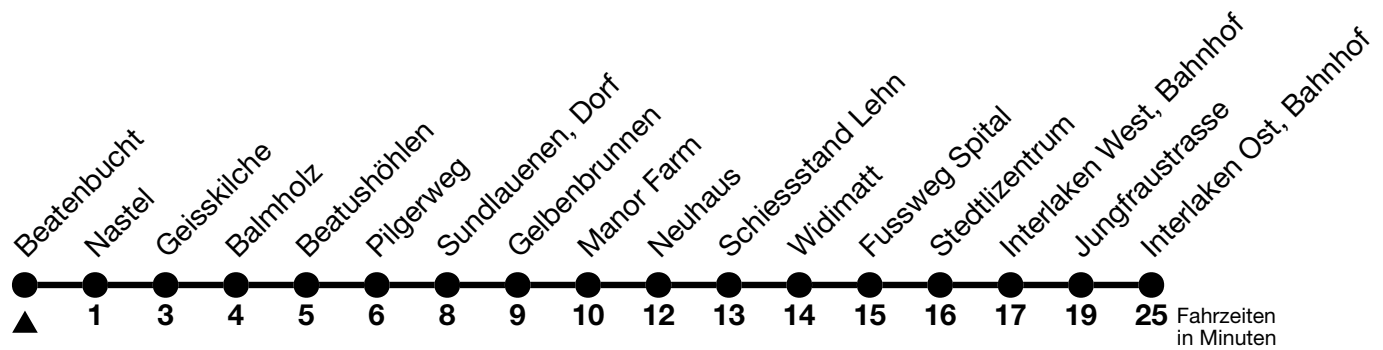 Beatenbucht
Nastel
Geisskilche
Balmholz
Beatushöhlen
Pilgerweg
Sundlauenen, Dorf
Gelbenbrunnen
Manor Farm
Neuhaus
Schiessstand Lehn
Widimatt
Fussweg Spital
Stedtlizentrum
Interlaken West, Bahnhof
Jungfraustrasse
Interlaken Ost, Bahnhof
1 3 4 5 6 8 9 10 12 13 14 15 16 17 19 25 Fahrzeiten
in Minuten